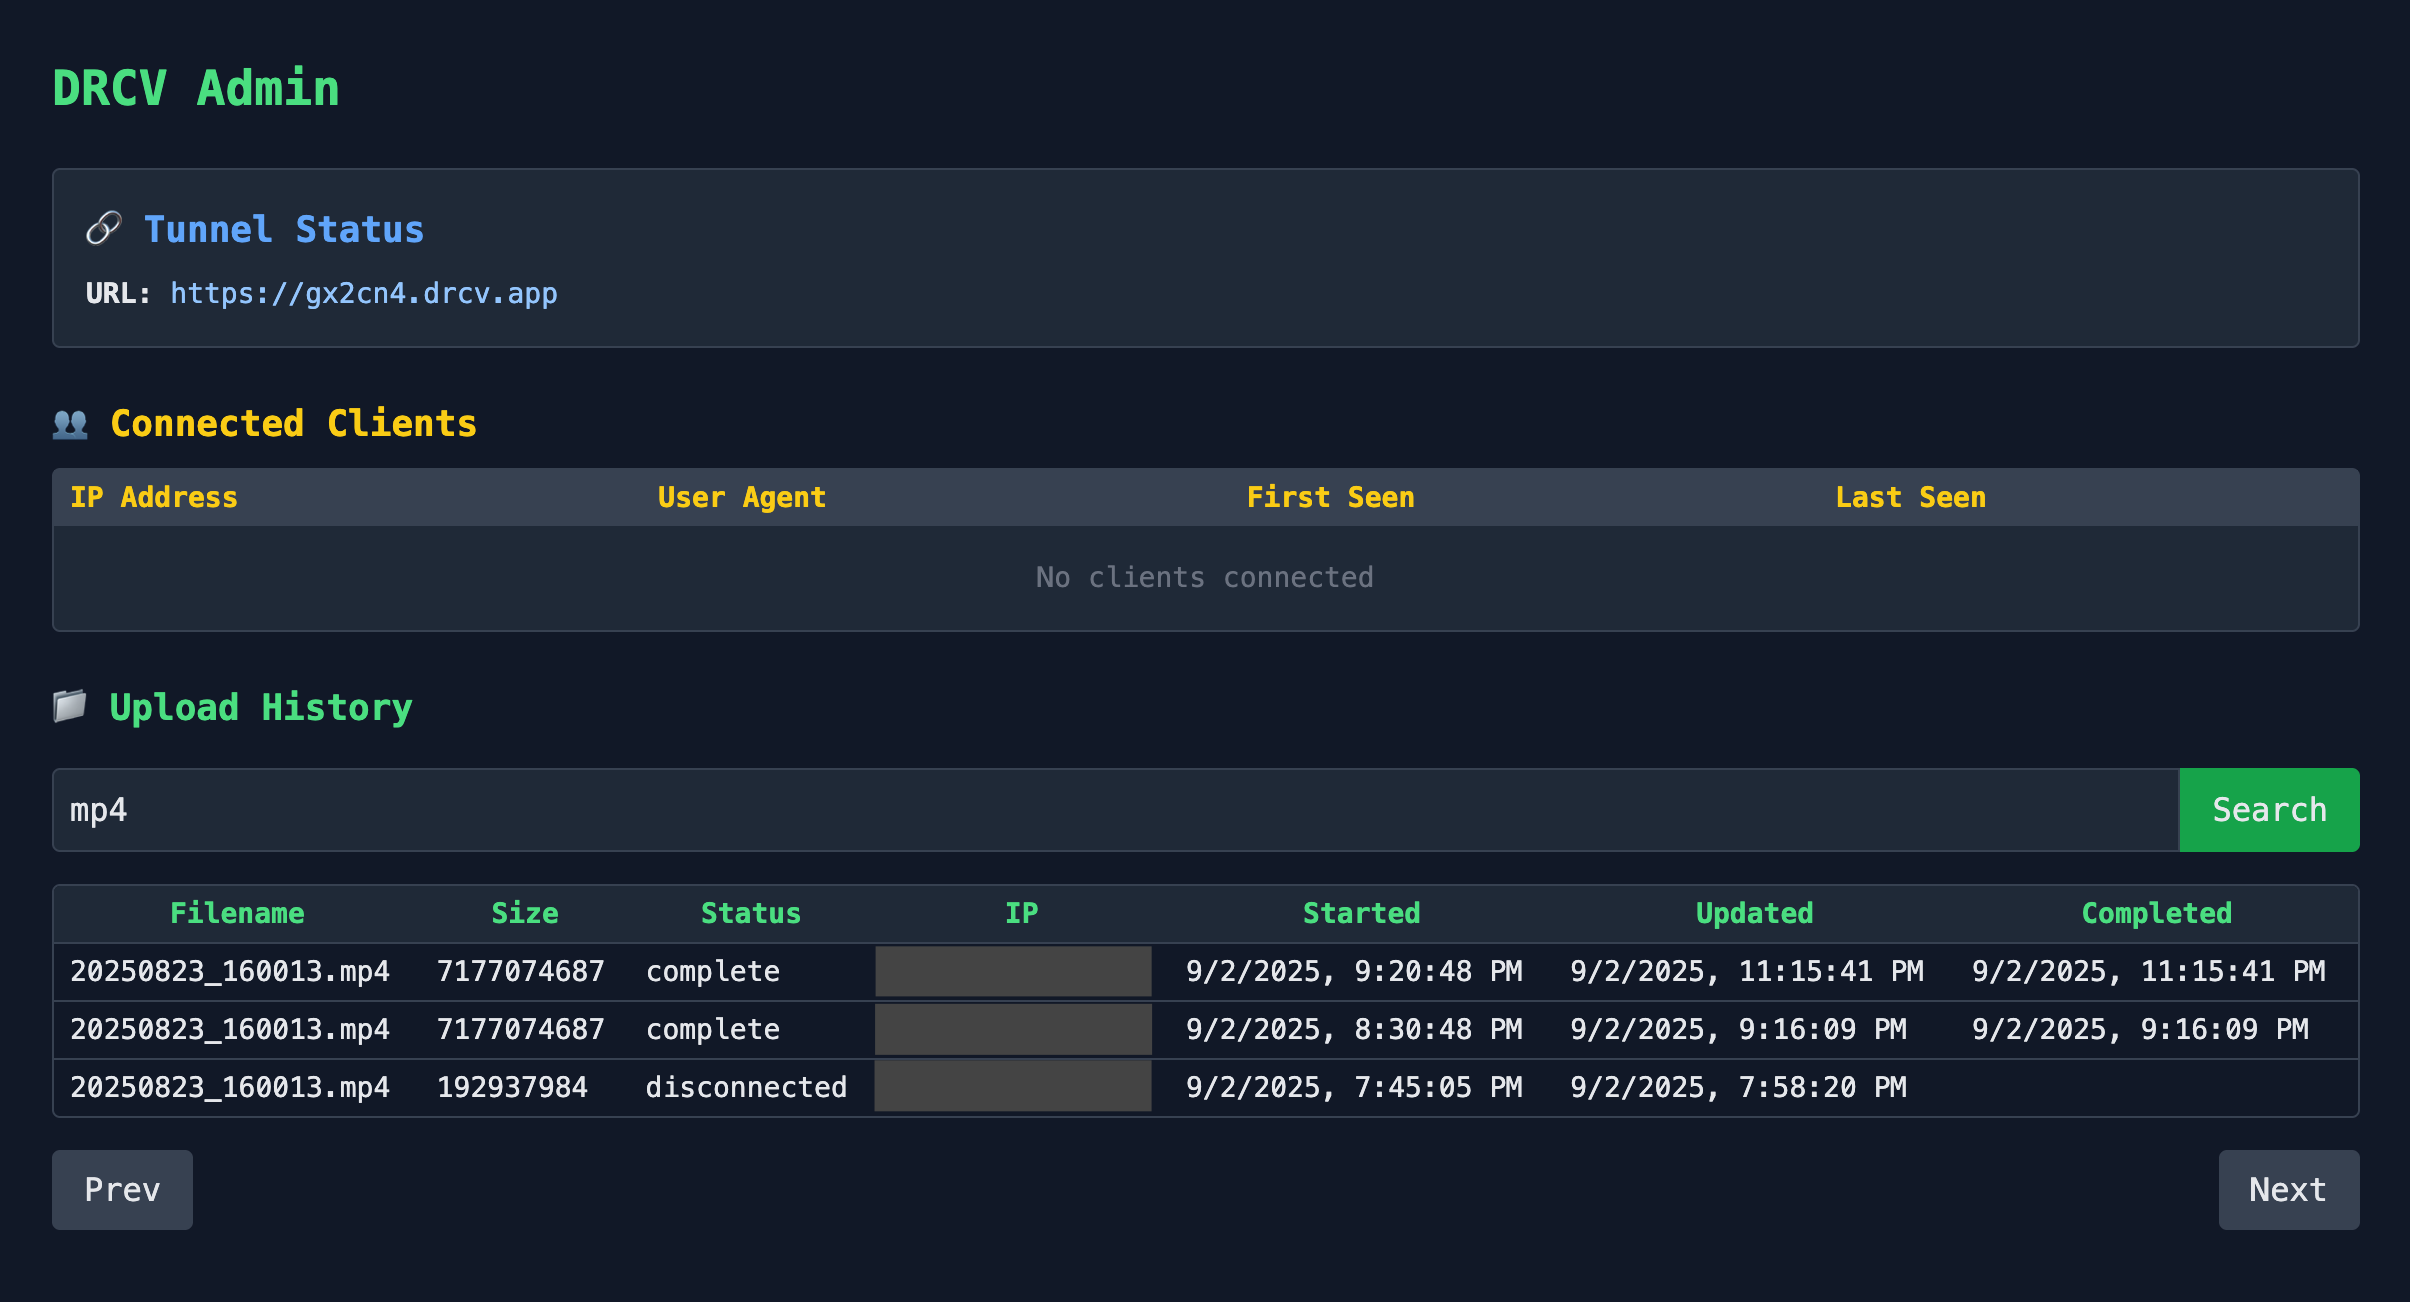 DRCV Admin
Tunnel Status
URL: https://gx2cn4.drcv.app
Connected Clients
IP Address User Agent First Seen Last Seen
No clients connected
Upload History
mp4 Search
Filename Size Status IP Started Updated Completed
20250823_160013.mp4 7177074687 complete 9/2/2025, 9:20:48 PM 9/2/2025, 11:15:41 PM 9/2/2025, 11:15:41 PM
20250823_160013.mp4 7177074687 complete 9/2/2025, 8:30:48 PM 9/2/2025, 9:16:09 PM 9/2/2025, 9:16:09 PM
20250823_160013.mp4 192937984 disconnected 9/2/2025, 7:45:05 PM 9/2/2025, 7:58:20 PM
Prev Next